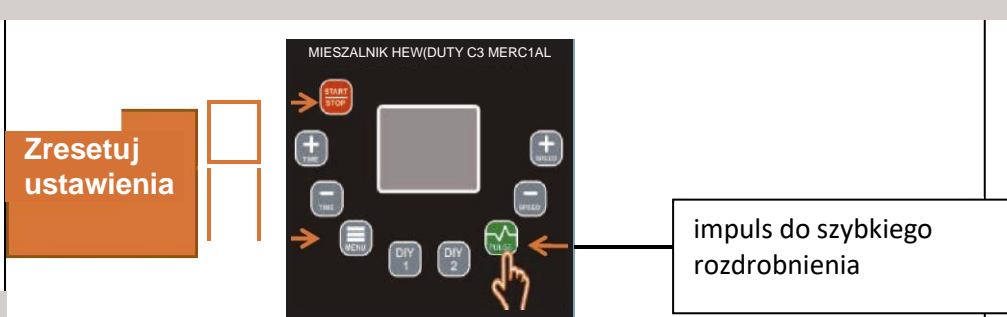 MIESZALNIK HEW(DUTY C3 MERC1AL
START
STOP
Zresetuj
ustawienia
+
TIME
+
SPEED
−
TIME
−
SPEED
MENU
DIY
1
DIY
2
PULSE
impuls do szybkiego
rozdrobnienia